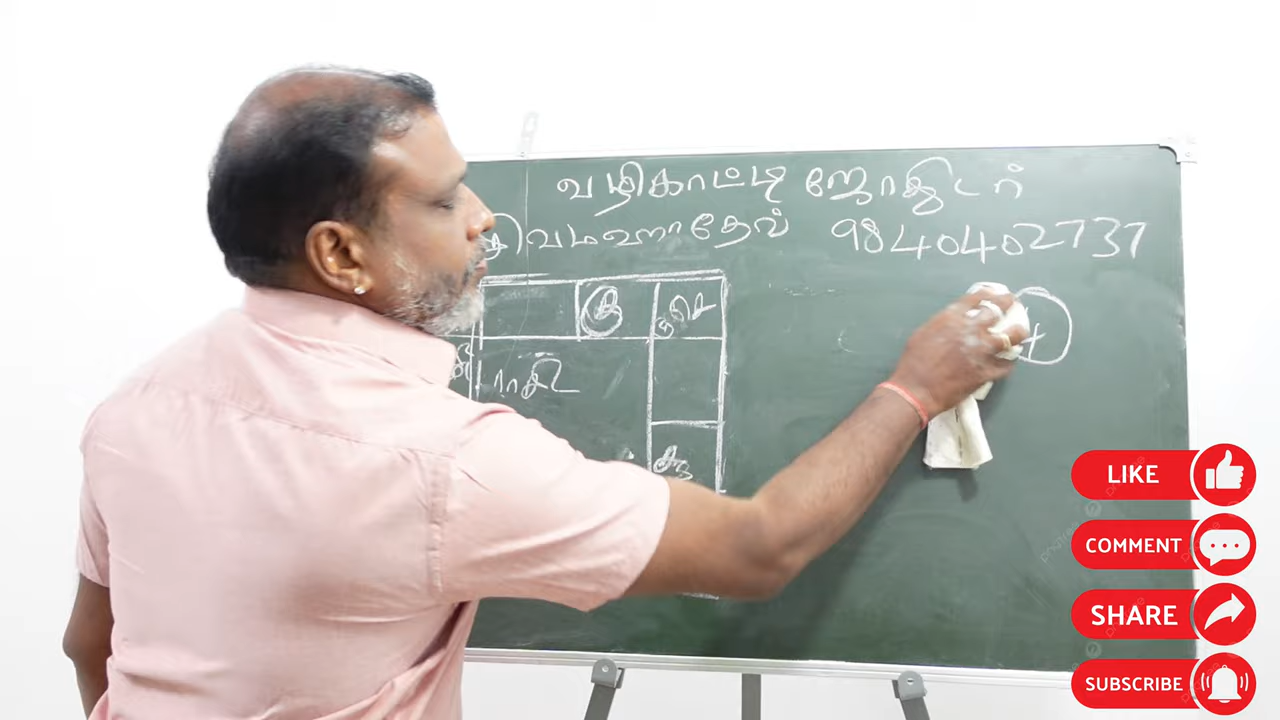 வழிகாட்டி ஜோதிடர்
சிவமஹாதேவ் 9840402737
கு
செ
ராசி
LIKE
COMMENT
SHARE
SUBSCRIBE